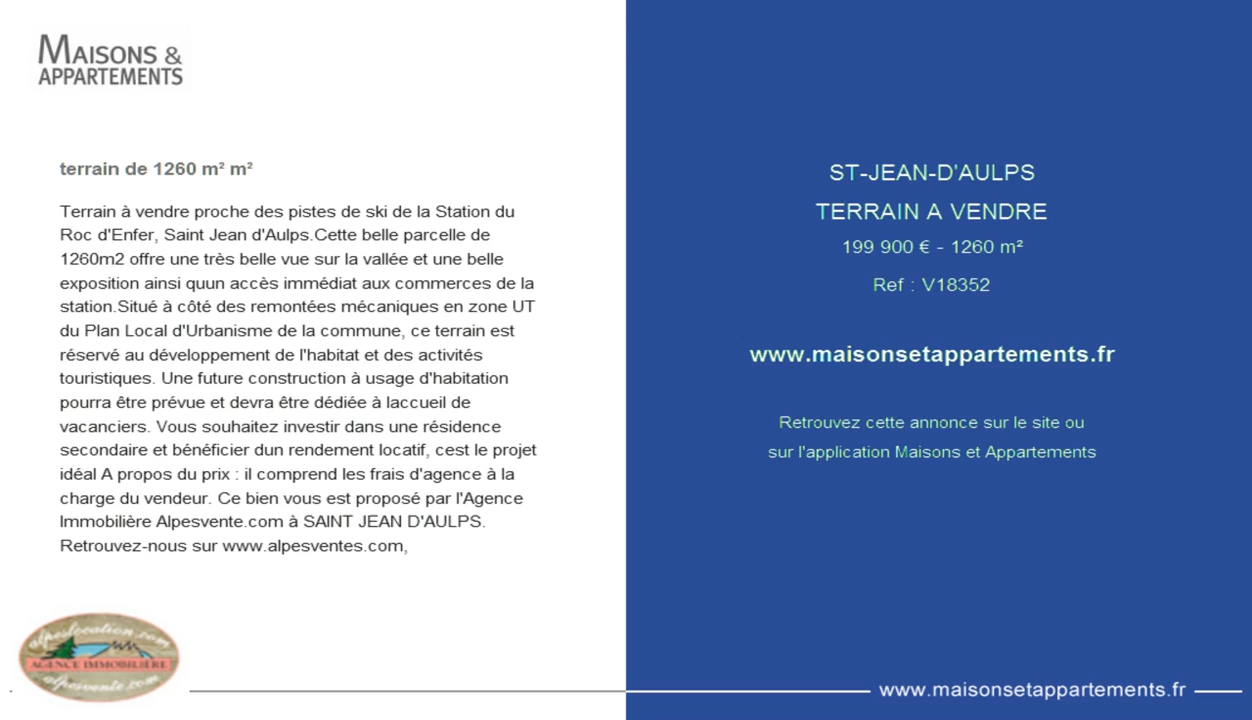 MAISONS &
APPARTEMENTS
terrain de 1260 m² m²
Terrain à vendre proche des pistes de ski de la Station du
Roc d'Enfer, Saint Jean d'Aulps.Cette belle parcelle de
1260m2 offre une très belle vue sur la vallée et une belle
exposition ainsi quun accès immédiat aux commerces de la
station.Situé à côté des remontées mécaniques en zone UT
du Plan Local d'Urbanisme de la commune, ce terrain est
réservé au développement de l'habitat et des activités
touristiques. Une future construction à usage d'habitation
pourra être prévue et devra être dédiée à laccueil de
vacanciers. Vous souhaitez investir dans une résidence
secondaire et bénéficier dun rendement locatif, cest le projet
idéal A propos du prix : il comprend les frais d'agence à la
charge du vendeur. Ce bien vous est proposé par l'Agence
Immobilière Alpesvente.com à SAINT JEAN D'AULPS.
Retrouvez-nous sur www.alpesventes.com,
alpeslocation.com
AGENCE IMMOBILIÈRE
alpesvente.com
ST-JEAN-D'AULPS
TERRAIN A VENDRE
199 900 € - 1260 m²
Ref : V18352
www.maisonsetappartements.fr
Retrouvez cette annonce sur le site ou
sur l'application Maisons et Appartements
www.maisonsetappartements.fr